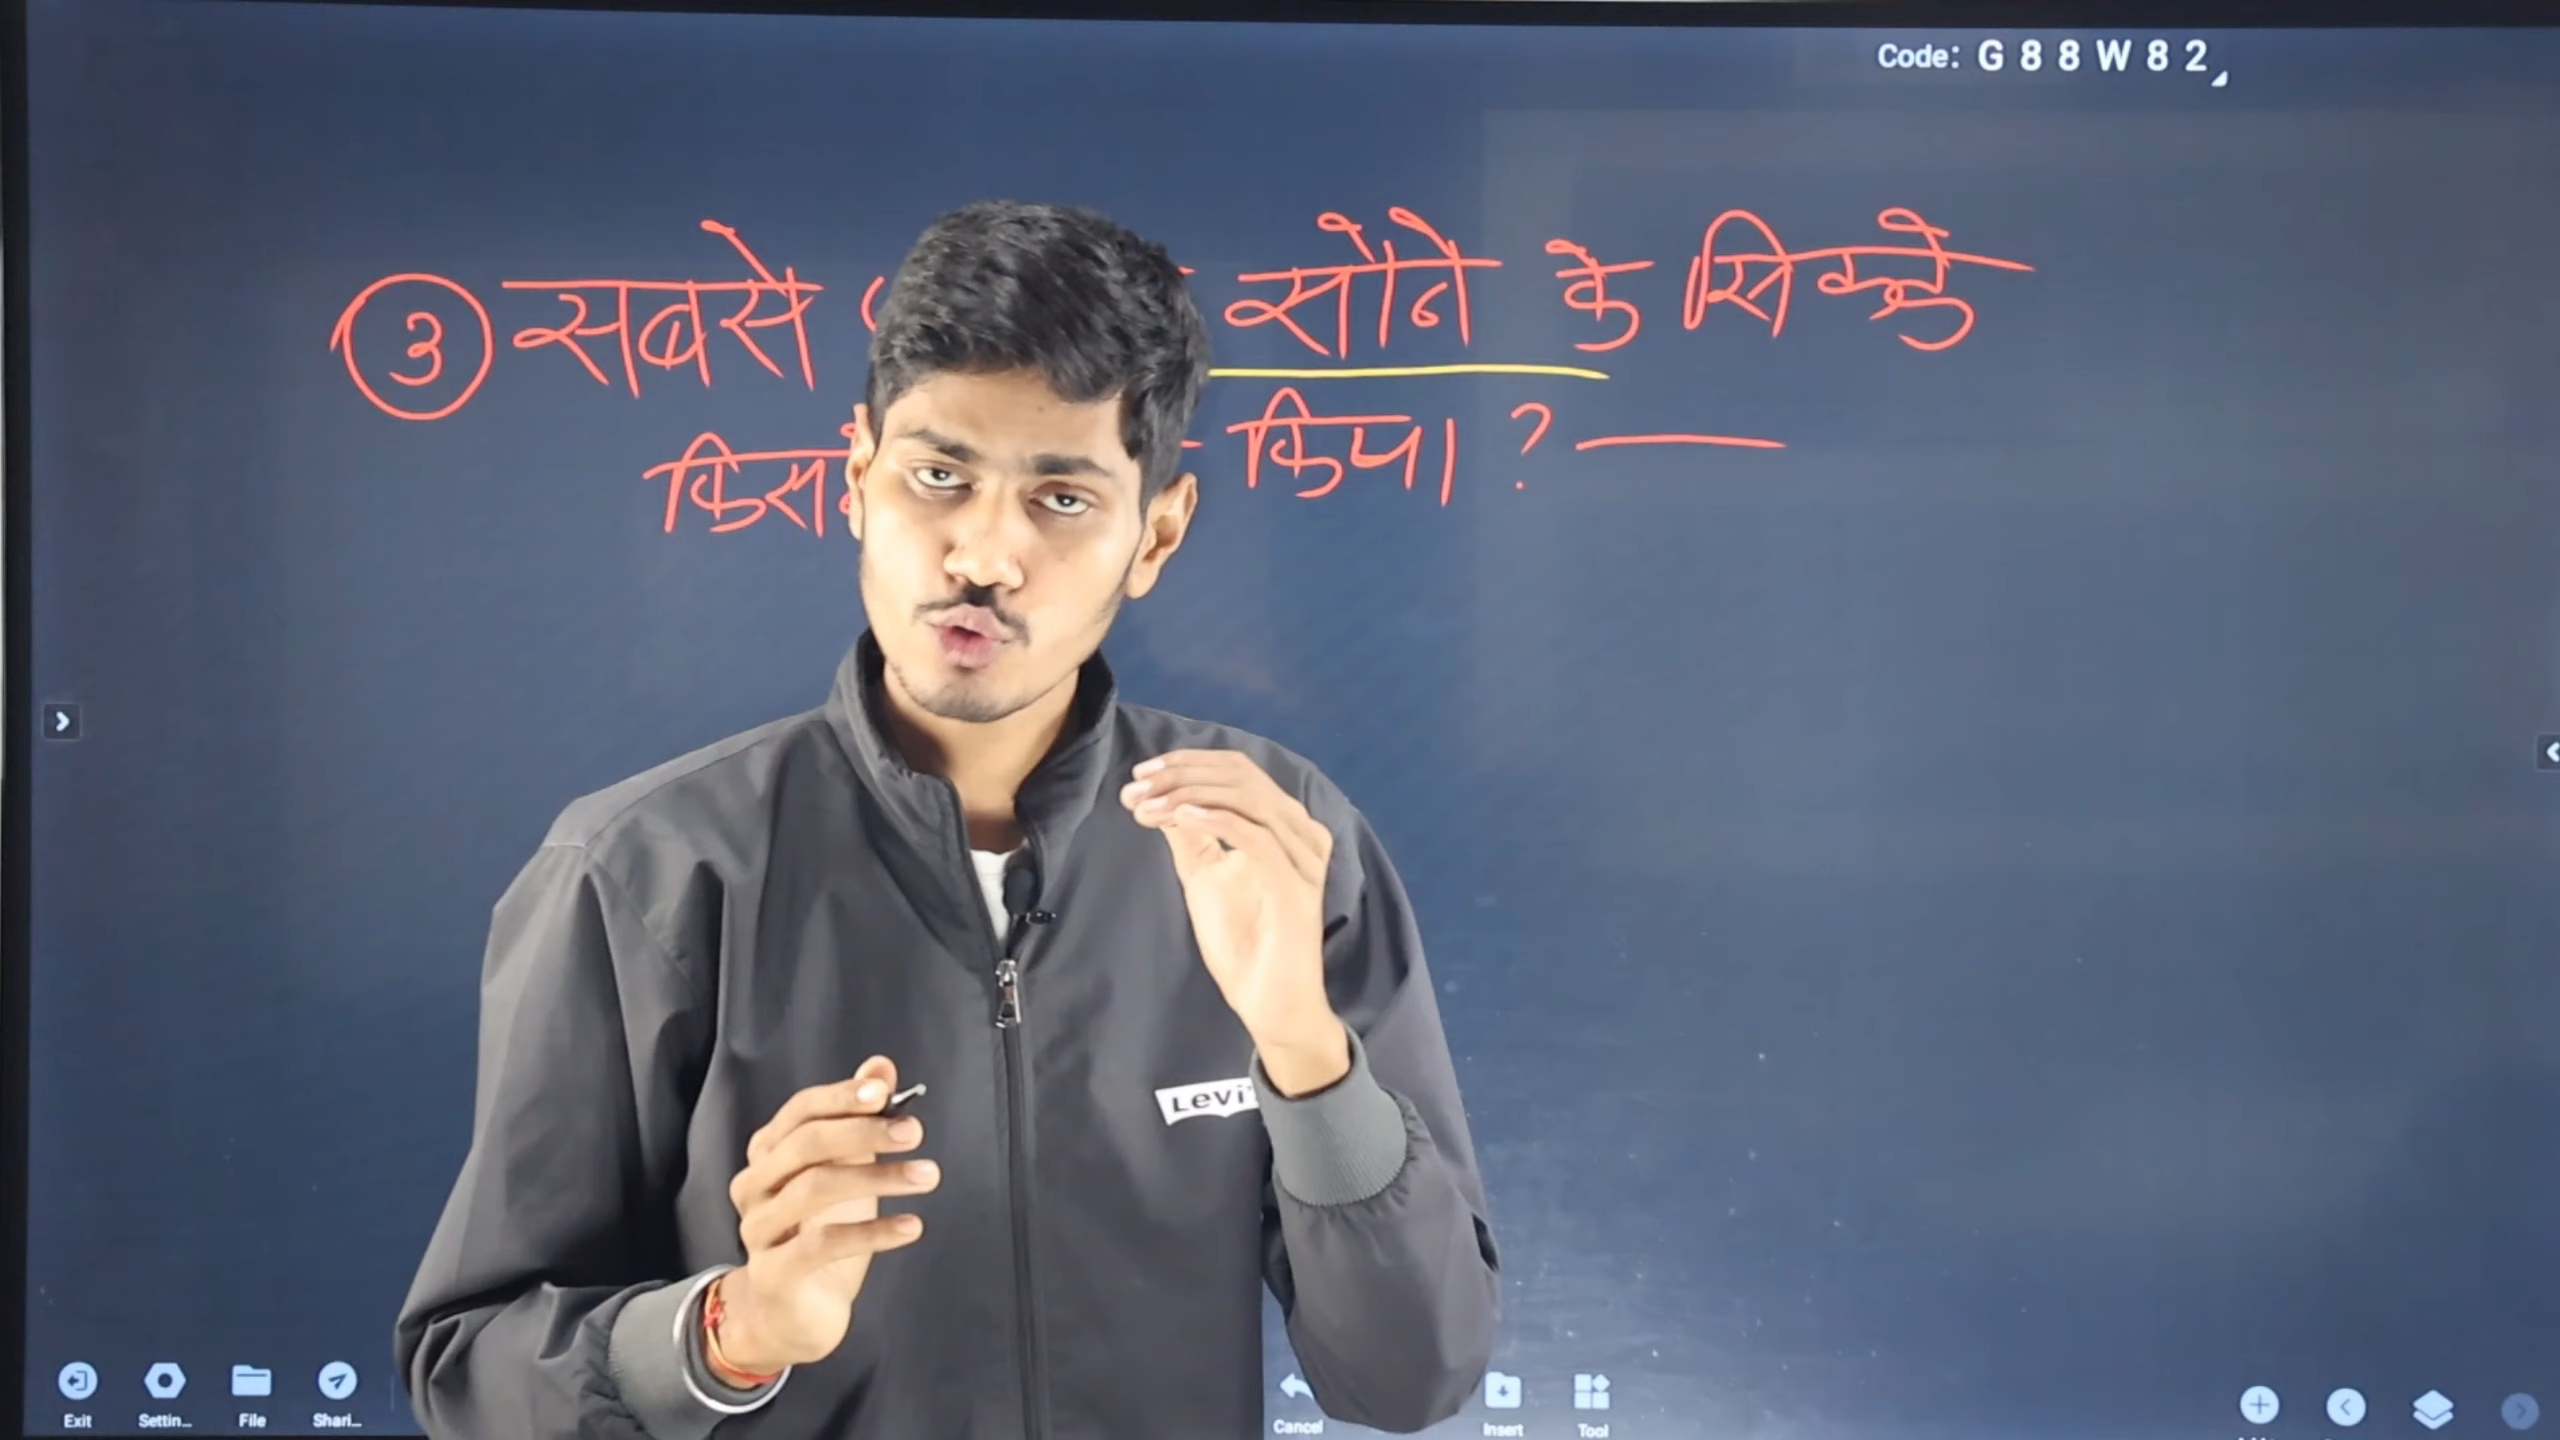 Code: G 8 8 W 8 2
③ सबसे सोने के सिक्के
किया ? —
Levi'
Exit Settin... File Shari... Cancel Insert Tool